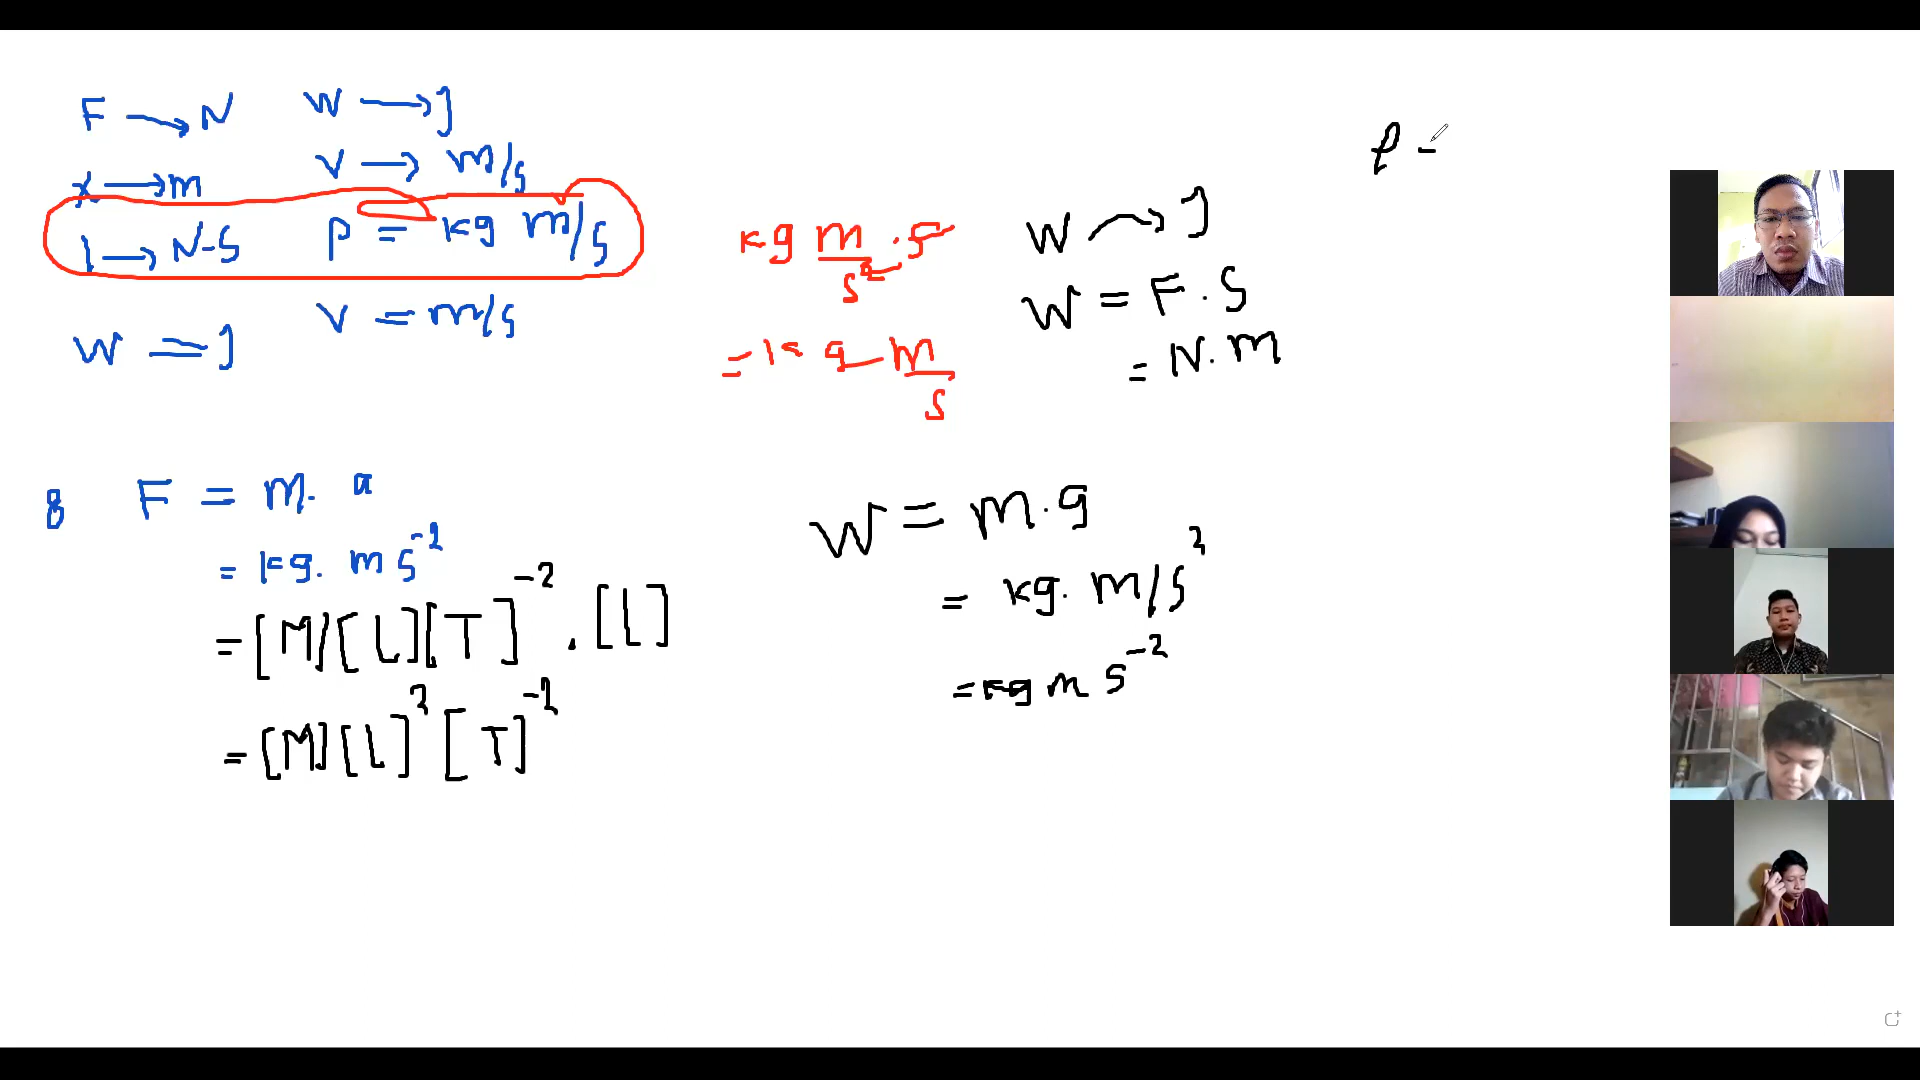 F → N
W → J
x → m
v → m/s
I → N-S
p = kg m/s
W = J
v = m/s
kg m/s² . s
= kg m/s
W → J
W = F . S
= N . m
P =
8 F = m . a
= kg . m s⁻²
= [M][L][T]⁻² . [L]
= [M][L]² [T]⁻²
W = m . g
= kg . m/s²
= kg m s⁻²